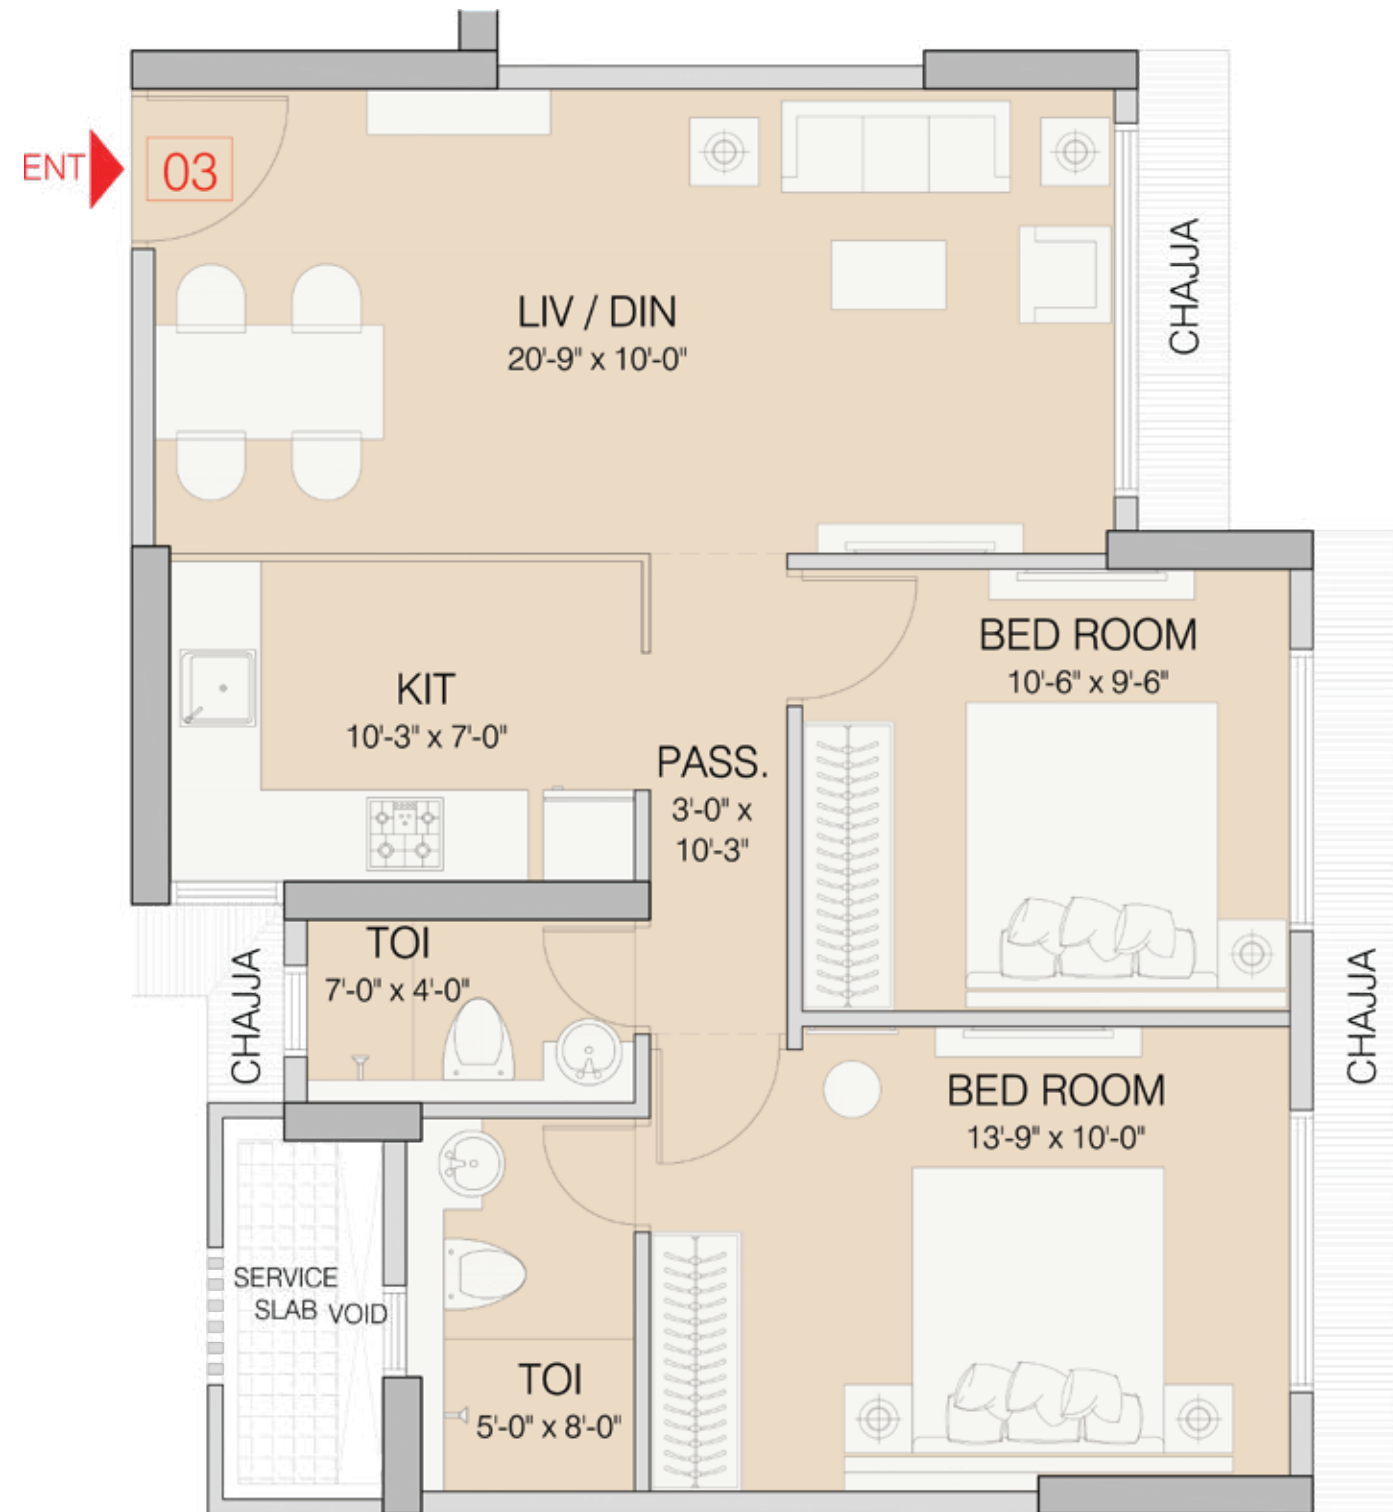 ENT
03
LIV / DIN
20'-9" x 10'-0"
CHAJJA
BED ROOM
10'-6" x 9'-6"
KIT
10'-3" x 7'-0"
PASS.
3'-0" x
10'-3"
TOI
7'-0" x 4'-0"
CHAJJA
CHAJJA
BED ROOM
13'-9" x 10'-0"
SERVICE
SLAB
VOID
TOI
5'-0" x 8'-0"